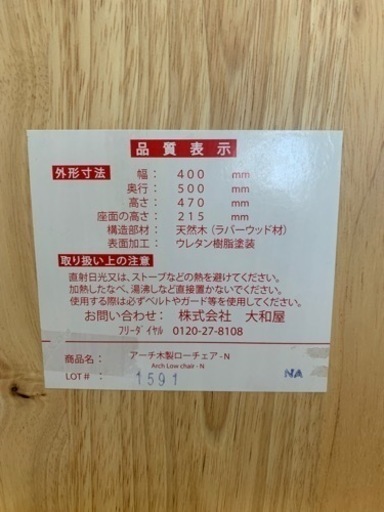 品質表示
外形寸法 幅: 400 mm
奥行: 500 mm
高さ: 470 mm
座面の高さ: 215 mm
構造部材: 天然木(ラバーウッド材)
表面加工: ウレタン樹脂塗装
取り扱い上の注意
直射日光又は、ストーブなどの熱を避けてください。
加熱したなべ、湯沸しなど直接置かないでください。
使用する際は必ずベルトやガード等を使用してください。
お問い合わせ: 株式会社 大和屋
フリーダイヤル 0120-27-8108
商品名: アーチ木製ローチェア-N
Arch Low chair - N
LOT#: 1591 NA